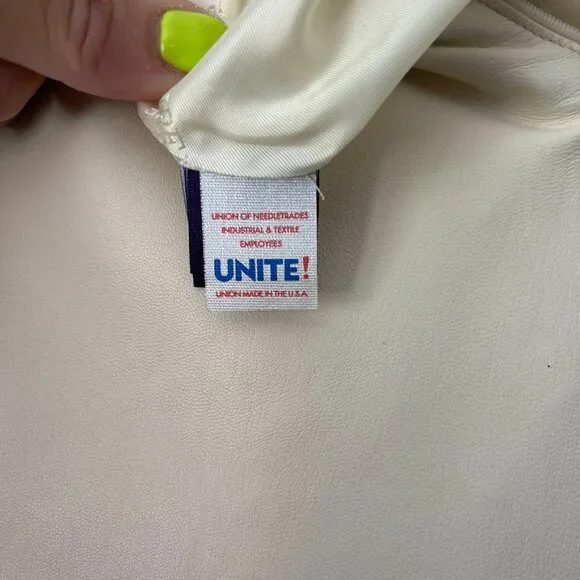 UNION OF NEEDLETRADES
INDUSTRIAL & TEXTILE
EMPLOYEES
UNITE!
UNION MADE IN THE U.S.A.